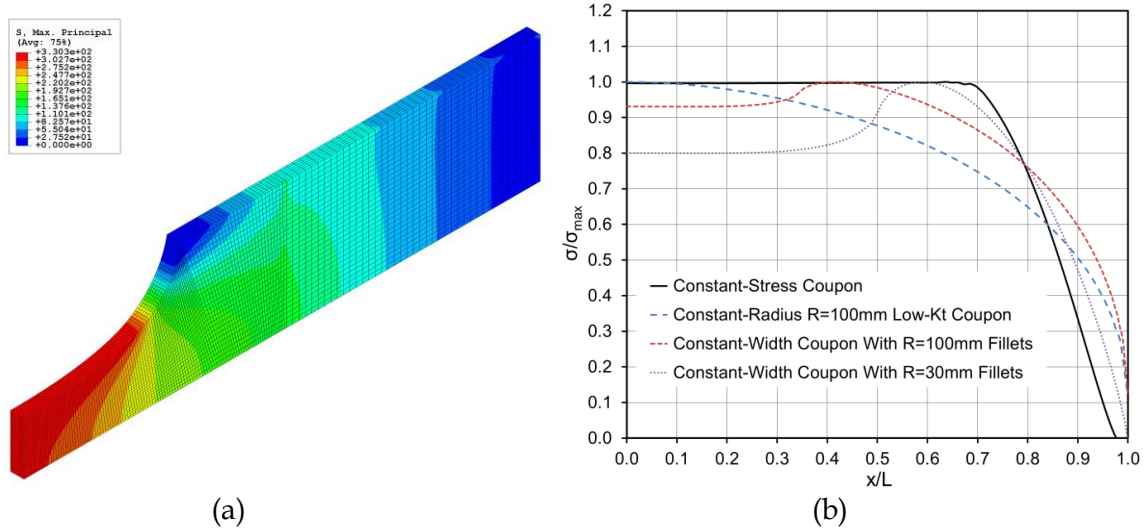 S, Max. Principal
(Avg: 75%)
+3.303e+02
+3.027e+02
+2.752e+02
+2.477e+02
+2.202e+02
+1.927e+02
+1.651e+02
+1.376e+02
+1.101e+02
+8.257e+01
+5.504e+01
+2.752e+01
+0.000e+00
(a)
1.2
1.1
1.0
0.9
0.8
0.7
0.6
0.5
0.4
0.3
0.2
0.1
0.0
σ/σmax
Constant-Stress Coupon
Constant-Radius R=100mm Low-Kt Coupon
Constant-Width Coupon With R=100mm Fillets
Constant-Width Coupon With R=30mm Fillets
0.0 0.1 0.2 0.3 0.4 0.5 0.6 0.7 0.8 0.9 1.0
x/L
(b)